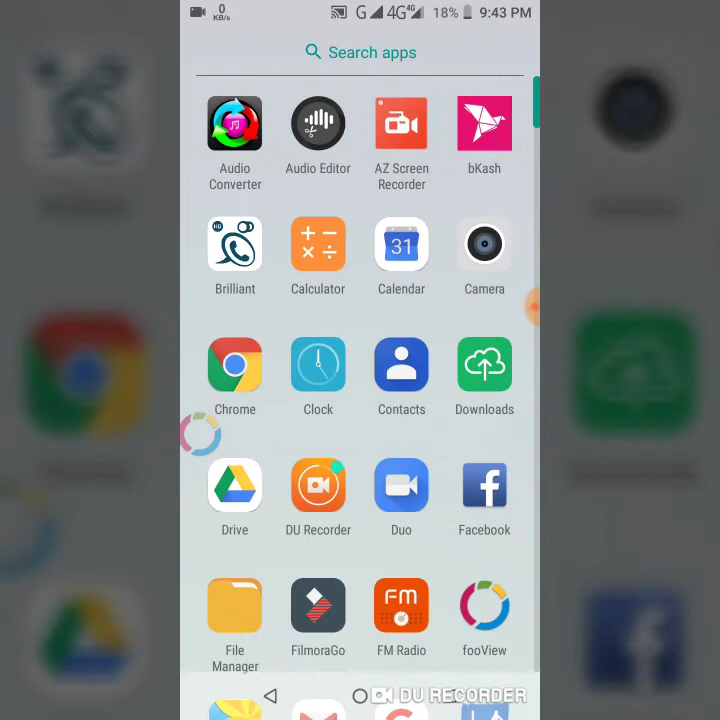 0
KB/s
G 4G 4G 18% 9:43 PM
Search apps
Audio Converter
Audio Editor
AZ Screen Recorder
bKash
HD
Brilliant
Calculator
31
Calendar
Camera
Chrome
Clock
Contacts
Downloads
Drive
DU Recorder
Duo
f
Facebook
File Manager
FilmoraGo
FM
FM Radio
fooView
DU RECORDER